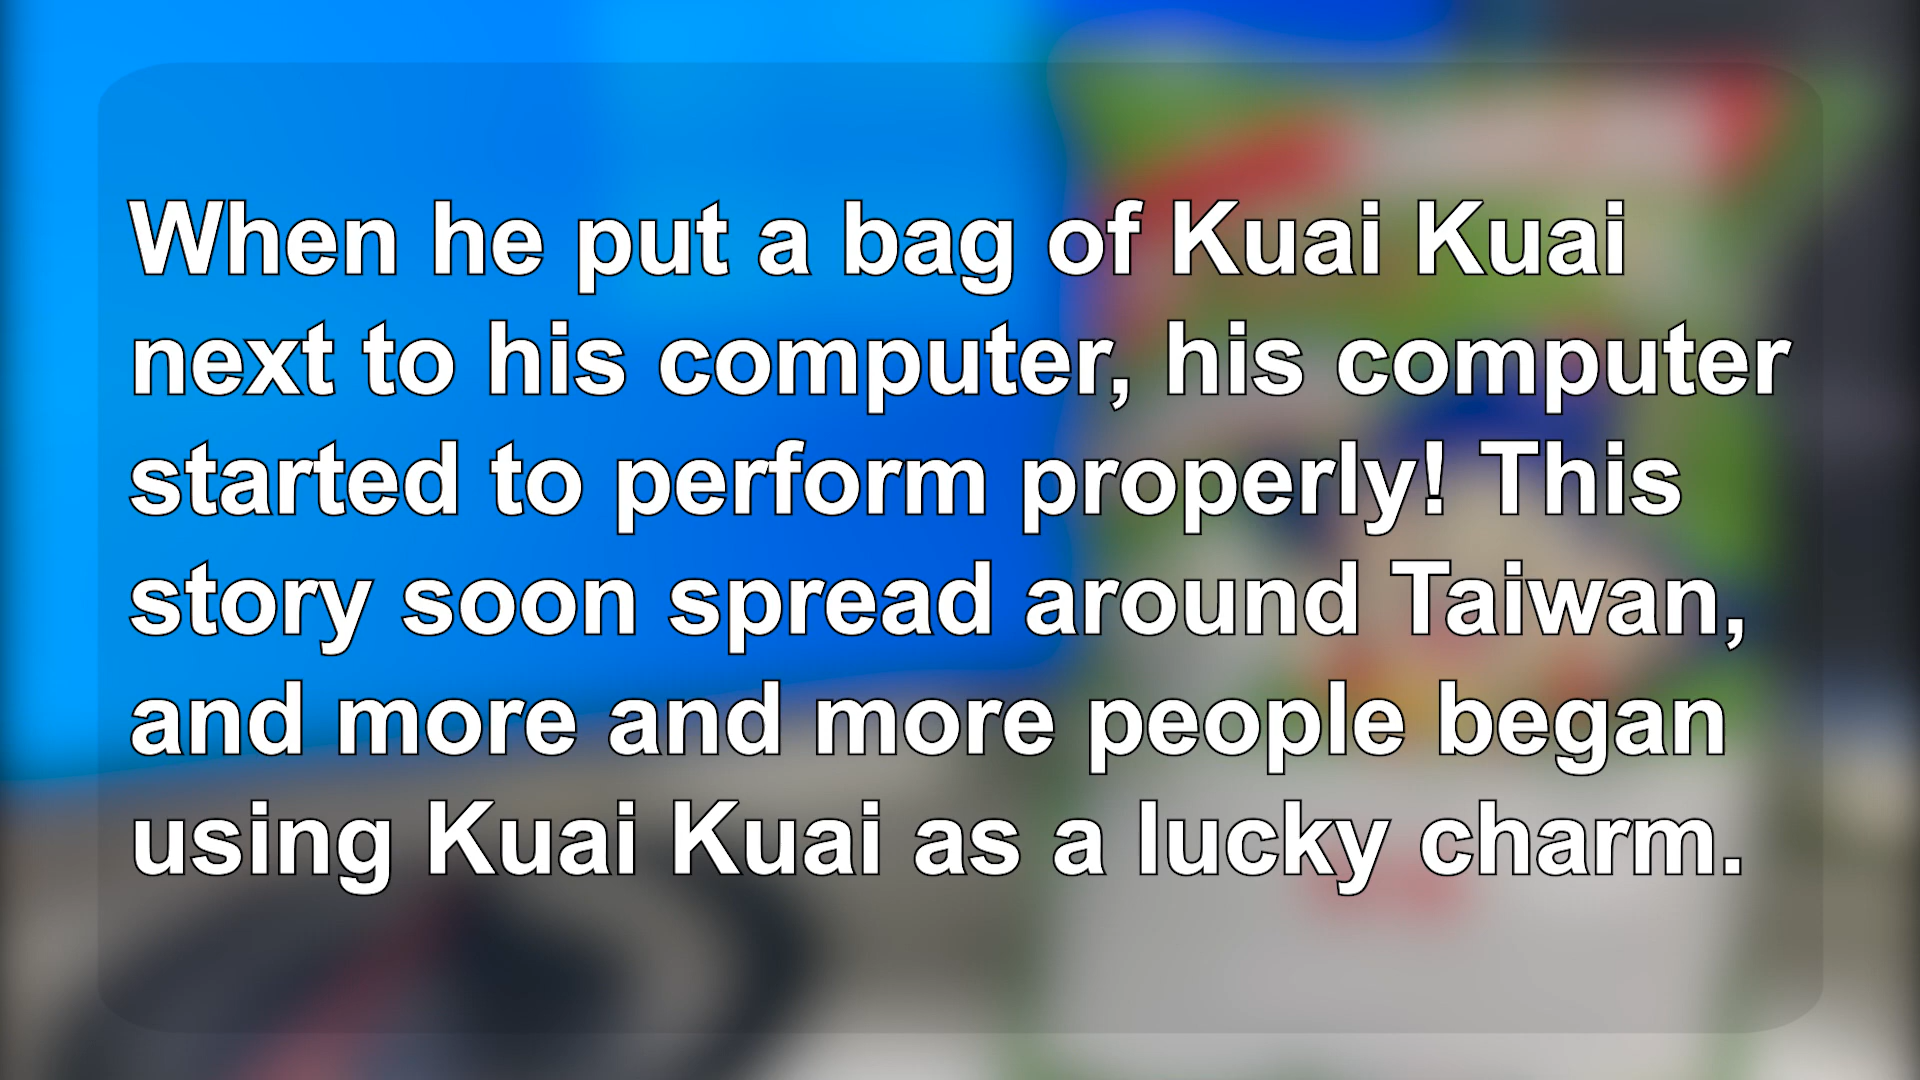 When he put a bag of Kuai Kuai
next to his computer, his computer
started to perform properly! This
story soon spread around Taiwan,
and more and more people began
using Kuai Kuai as a lucky charm.